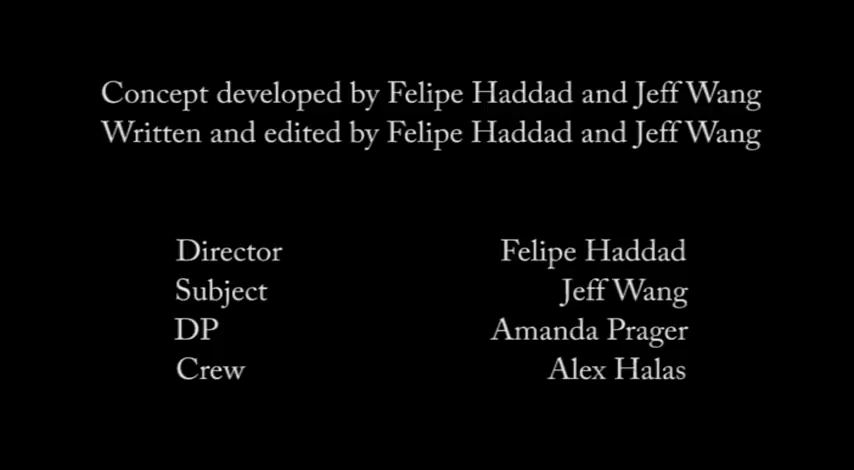 Concept developed by Felipe Haddad and Jeff Wang
Written and edited by Felipe Haddad and Jeff Wang
Director Felipe Haddad
Subject Jeff Wang
DP Amanda Prager
Crew Alex Halas